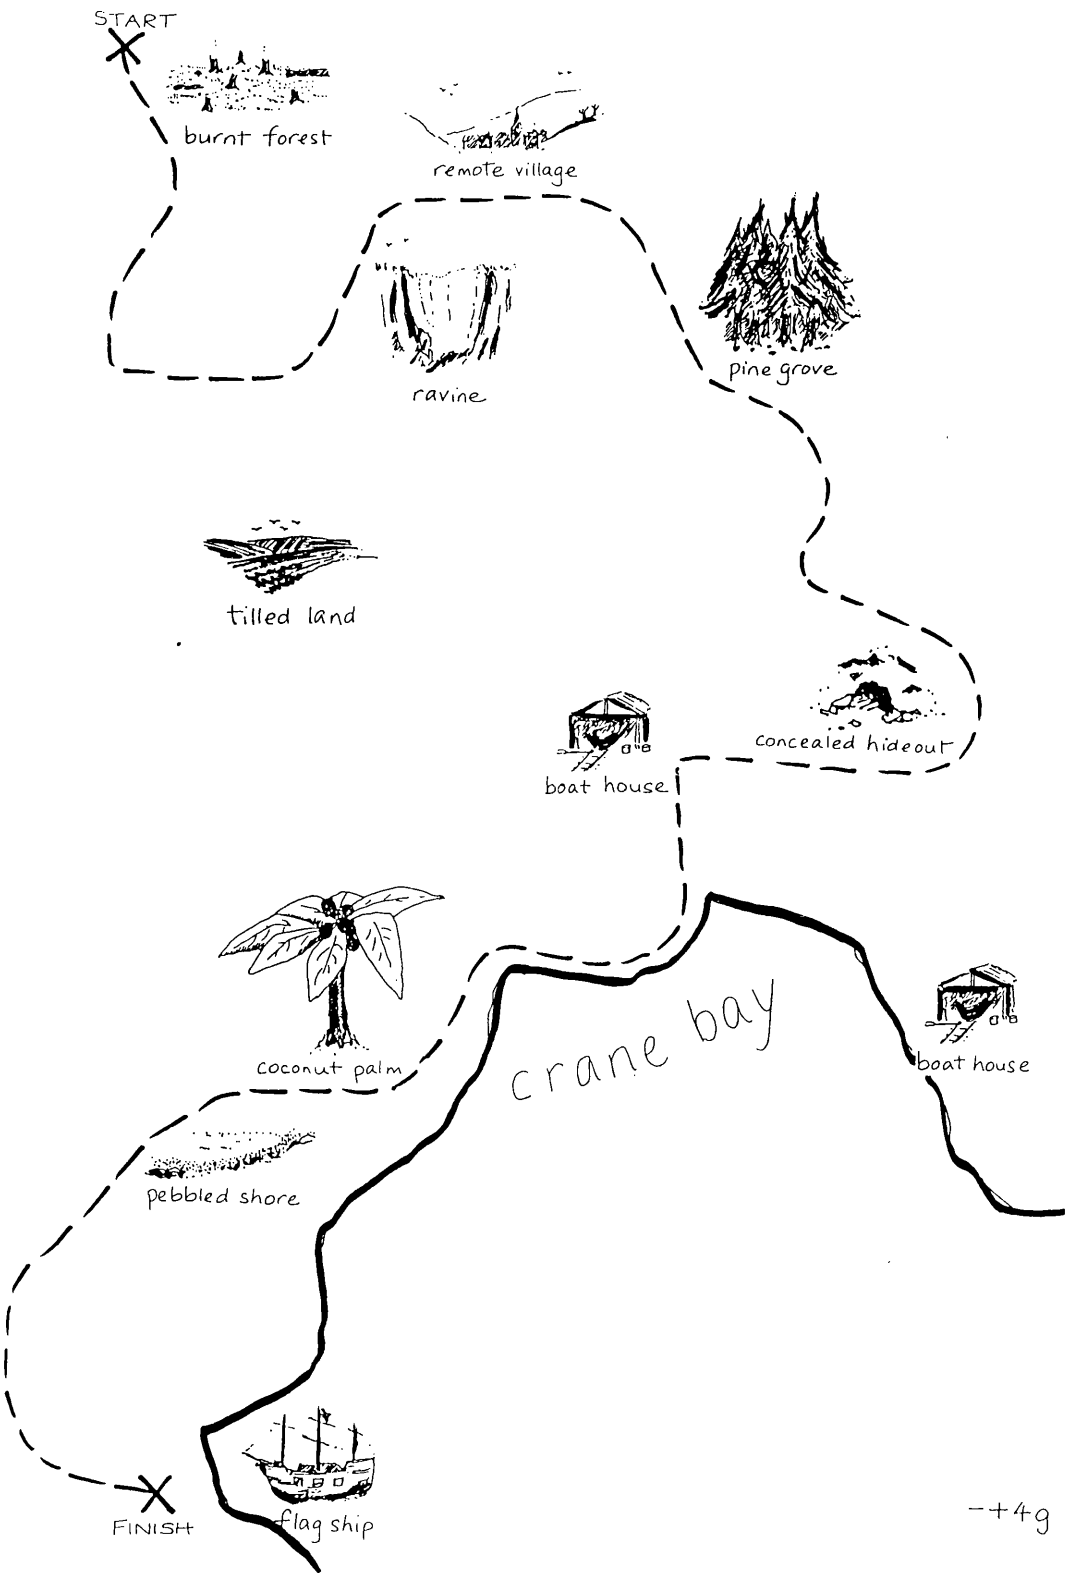 START
burnt forest
remote village
pine grove
ravine
tilled land
concealed hideout
boat house
crane bay
boat house
coconut palm
pebbled shore
flag ship
FINISH
-+4g